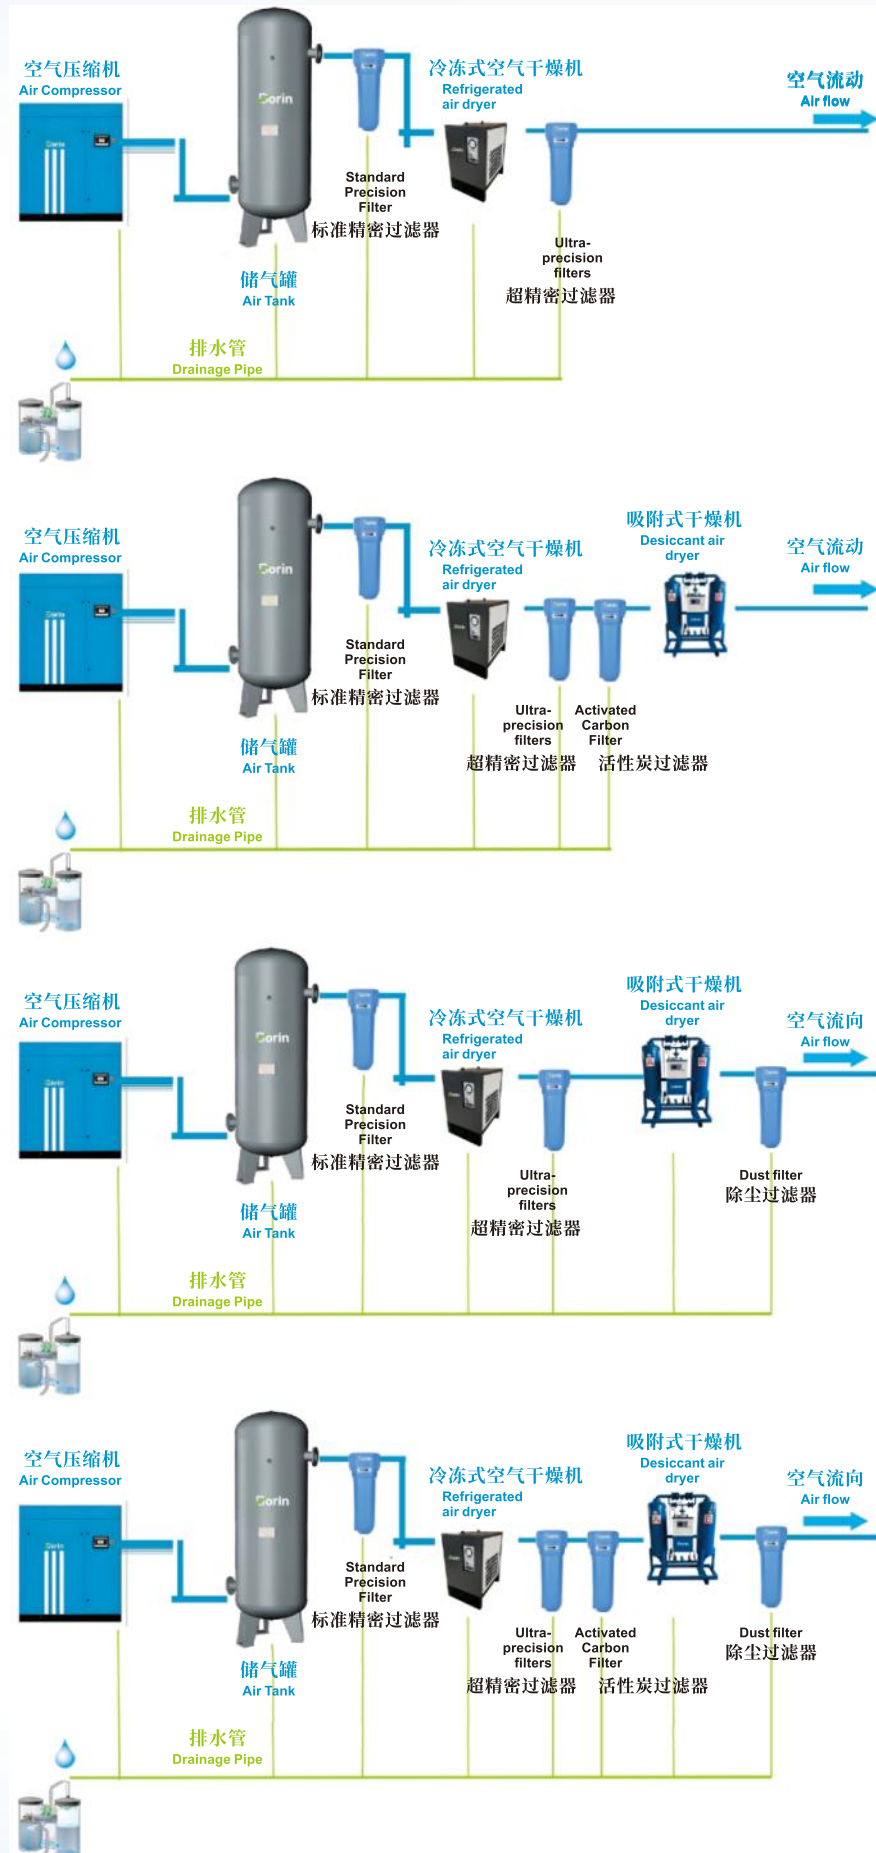 空气压缩机
Air Compressor
Gorin
Gorin
冷冻式空气干燥机
Refrigerated
air dryer
空气流动
Air flow
Standard
Precision
Filter
标准精密过滤器
Ultra-
precision
filters
超精密过滤器
储气罐
Air Tank
排水管
Drainage Pipe
空气压缩机
Air Compressor
Gorin
Gorin
冷冻式空气干燥机
Refrigerated
air dryer
吸附式干燥机
Desiccant air
dryer
空气流动
Air flow
Standard
Precision
Filter
标准精密过滤器
Ultra-
precision
filters
超精密过滤器
Activated
Carbon
Filter
活性炭过滤器
储气罐
Air Tank
排水管
Drainage Pipe
空气压缩机
Air Compressor
Gorin
Gorin
冷冻式空气干燥机
Refrigerated
air dryer
吸附式干燥机
Desiccant air
dryer
空气流向
Air flow
Standard
Precision
Filter
标准精密过滤器
Ultra-
precision
filters
超精密过滤器
Dust filter
除尘过滤器
储气罐
Air Tank
排水管
Drainage Pipe
空气压缩机
Air Compressor
Gorin
Gorin
冷冻式空气干燥机
Refrigerated
air dryer
吸附式干燥机
Desiccant air
dryer
空气流向
Air flow
Standard
Precision
Filter
标准精密过滤器
Ultra-
precision
filters
超精密过滤器
Activated
Carbon
Filter
活性炭过滤器
Dust filter
除尘过滤器
储气罐
Air Tank
排水管
Drainage Pipe